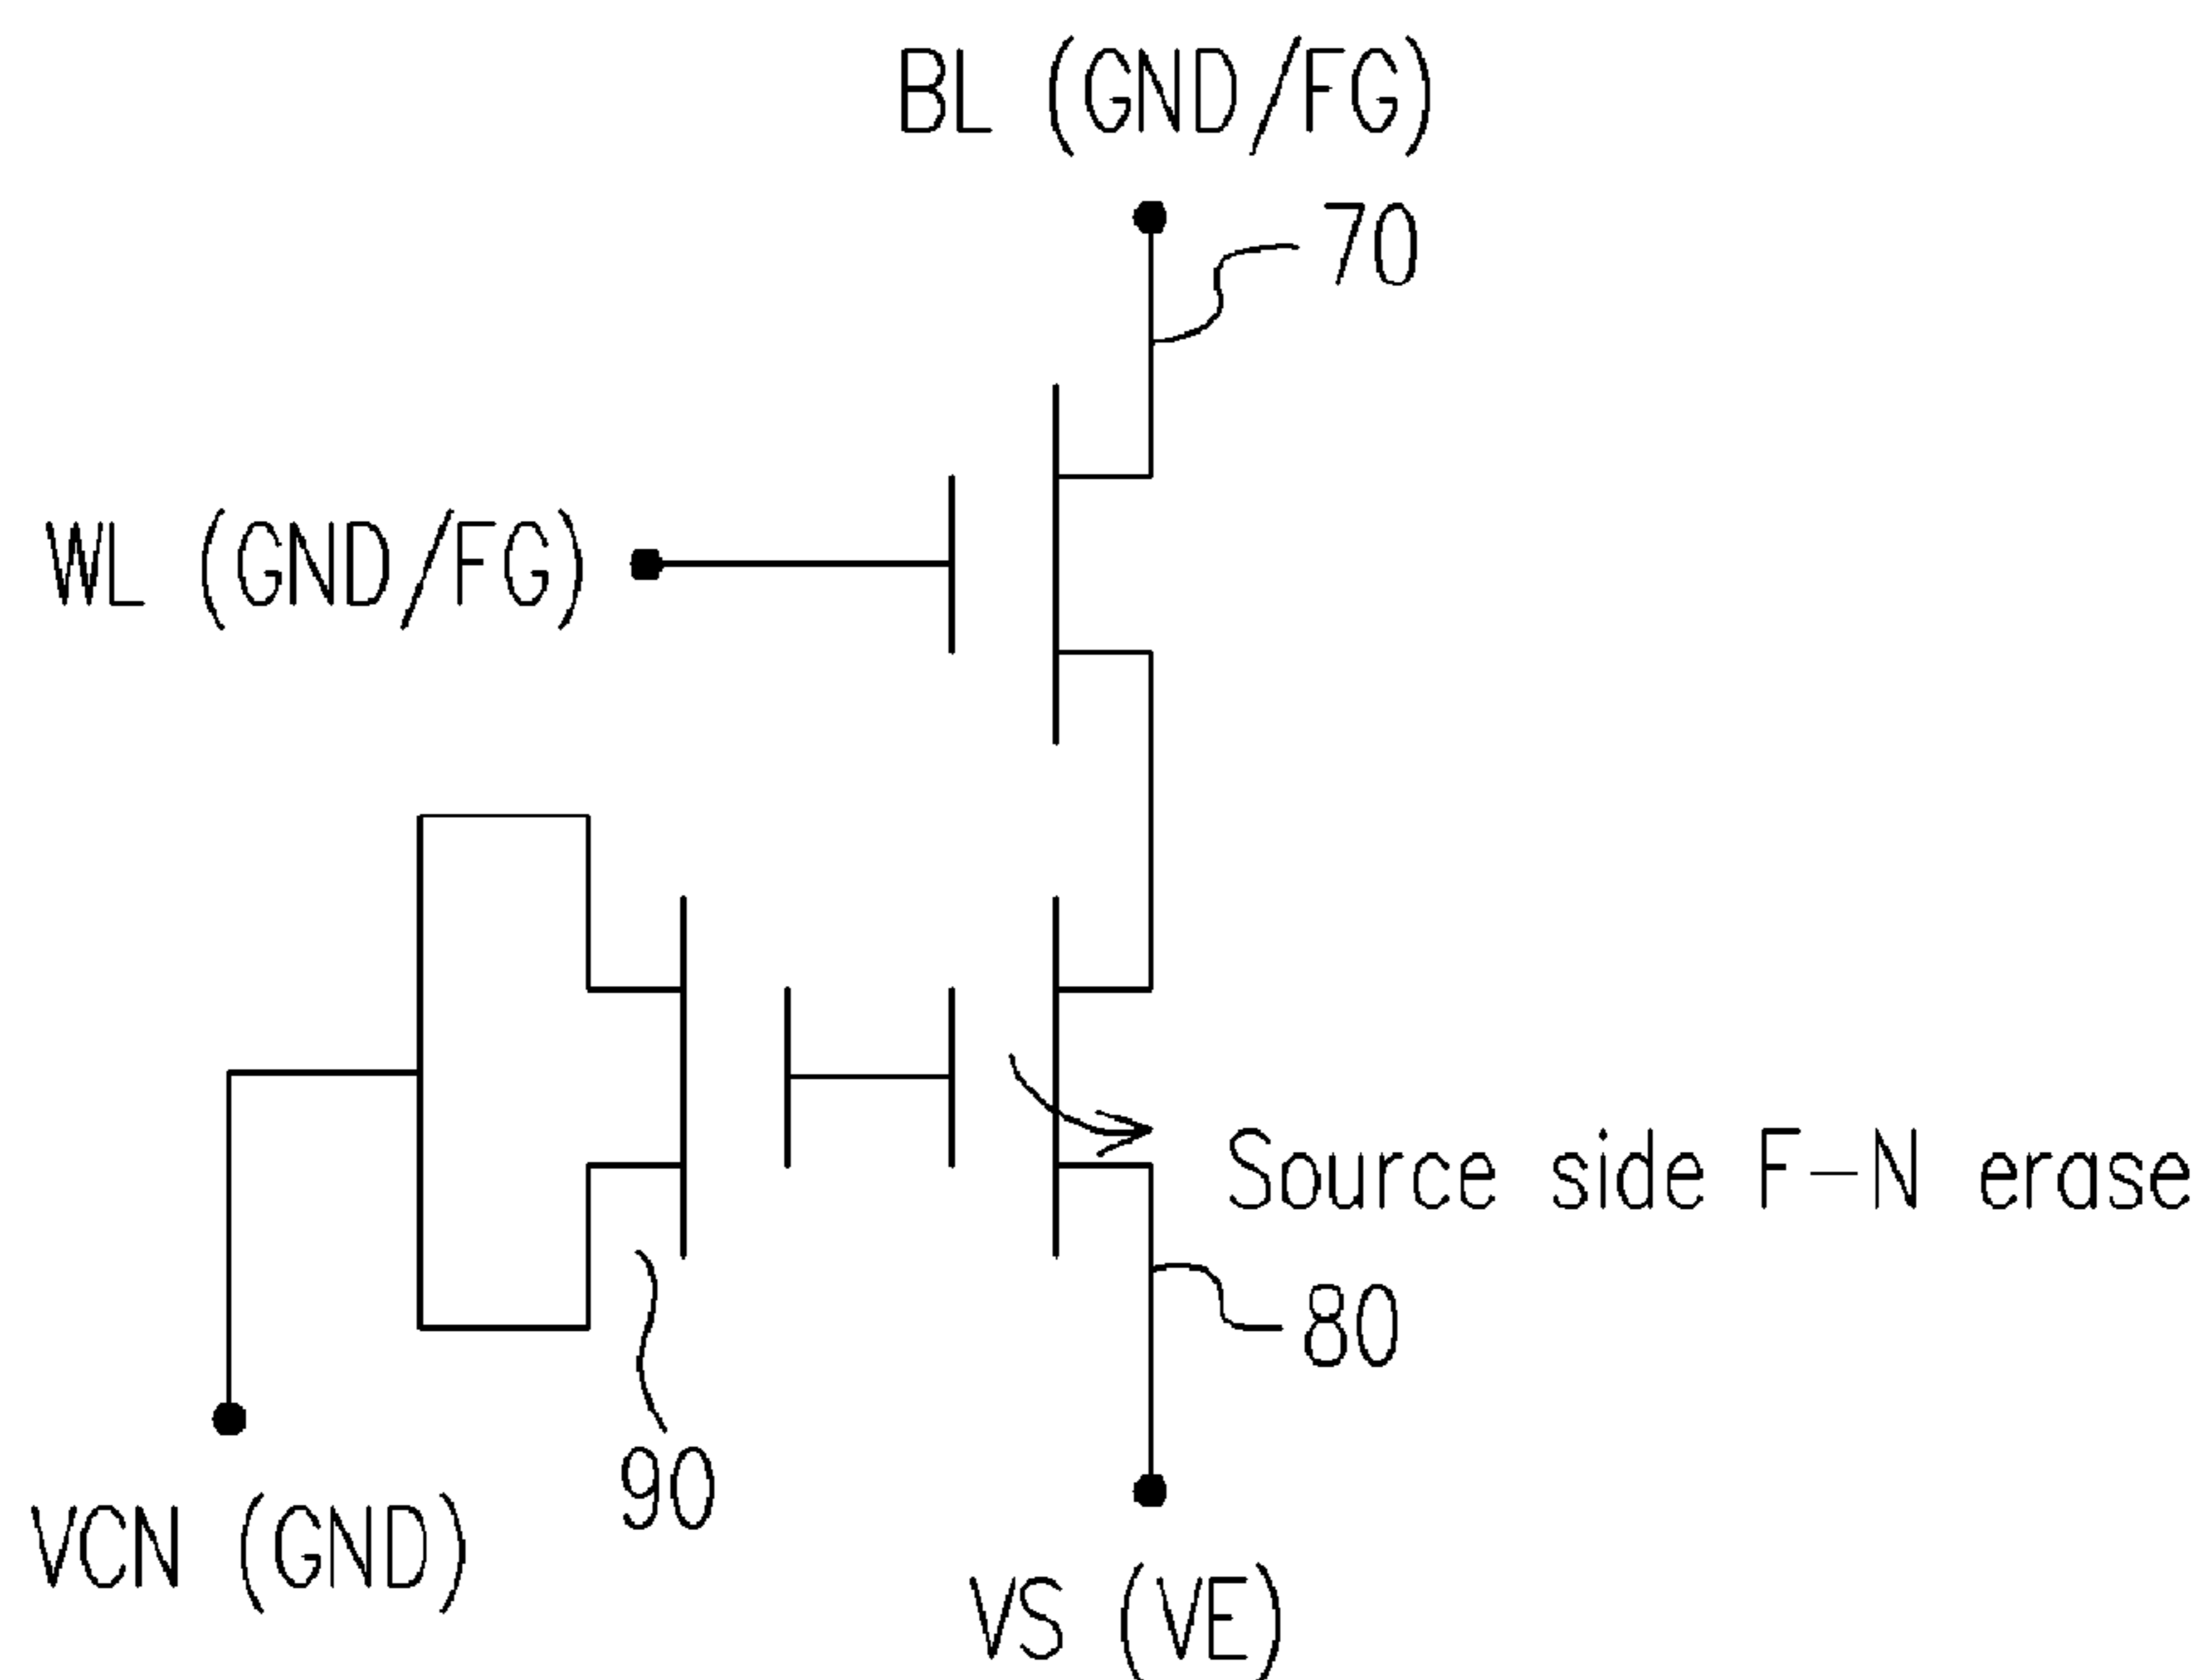 BL (GND/FG)
70
WL (GND/FG)
Source side F-N erase
80
90
VCN (GND)
VS (VE)